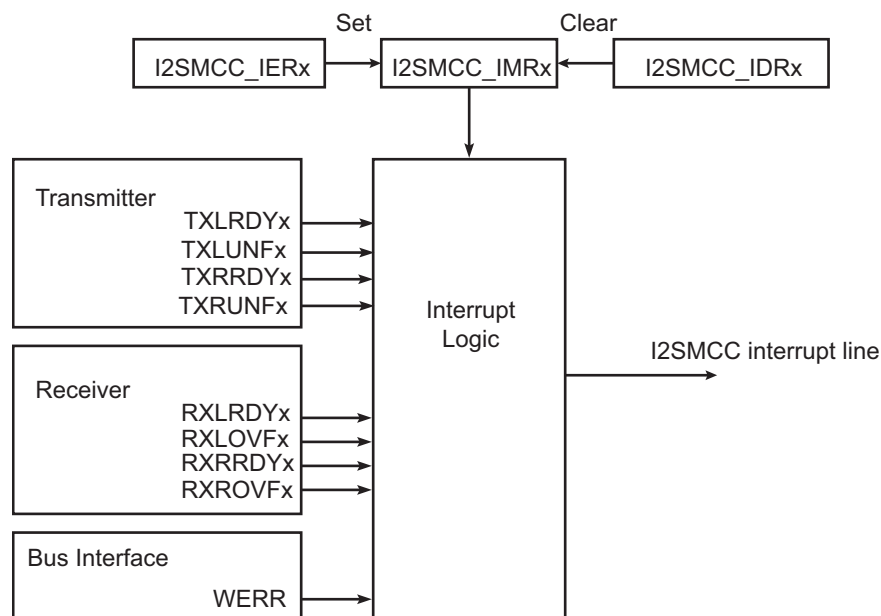 Set
Clear
I2SMCC_IERx
I2SMCC_IMRx
I2SMCC_IDRx
Transmitter
TXLRDYx
TXLUNFx
TXRRDYx
TXRUNFx
Interrupt
Logic
I2SMCC interrupt line
Receiver
RXLRDYx
RXLOVFx
RXRRDYx
RXROVFx
Bus Interface
WERR